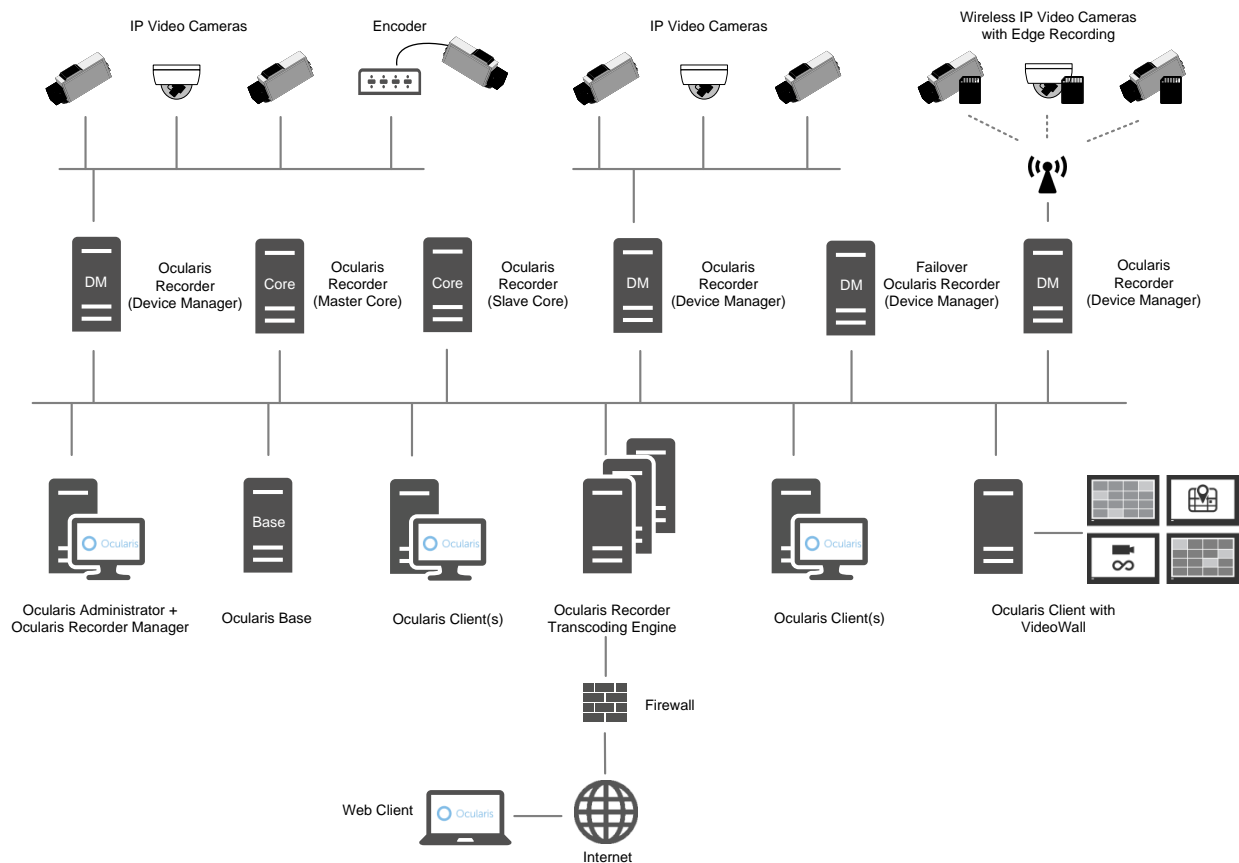 IP Video Cameras
Encoder
IP Video Cameras
Wireless IP Video Cameras
with Edge Recording
DM
Ocularis
Recorder
(Device Manager)
Core
Ocularis
Recorder
(Master Core)
Core
Ocularis
Recorder
(Slave Core)
DM
Ocularis
Recorder
(Device Manager)
DM
Failover
Ocularis Recorder
(Device Manager)
DM
Ocularis
Recorder
(Device Manager)
Ocularis
Base
Ocularis
Ocularis
Ocularis Administrator +
Ocularis Recorder Manager
Ocularis Base
Ocularis Client(s)
Ocularis Recorder
Transcoding Engine
Ocularis Client(s)
Ocularis Client with
VideoWall
Firewall
Web Client
Ocularis
Internet